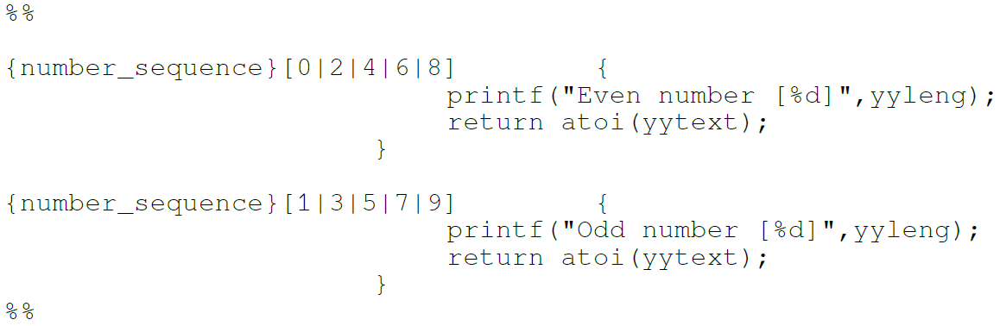 %%
{number_sequence}[0|2|4|6|8] {
printf("Even number [%d]",yyleng);
return atoi(yytext);
}
{number_sequence}[1|3|5|7|9] {
printf("Odd number [%d]",yyleng);
return atoi(yytext);
}
%%